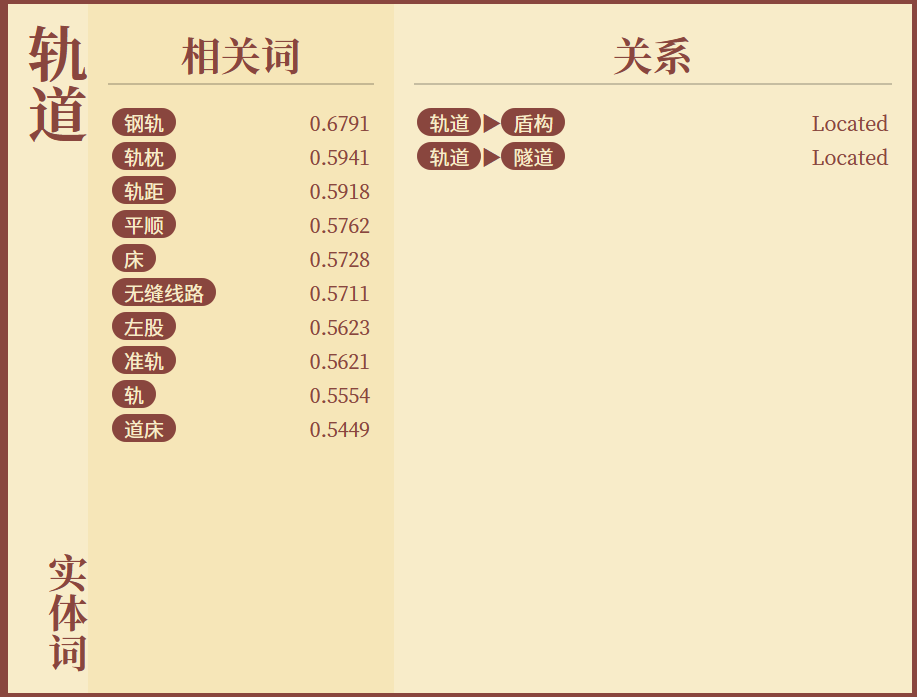 轨道
实体词
相关词
钢轨 0.6791
轨枕 0.5941
轨距 0.5918
平顺 0.5762
床 0.5728
无缝线路 0.5711
左股 0.5623
准轨 0.5621
轨 0.5554
道床 0.5449
关系
轨道▶盾构 Located
轨道▶隧道 Located